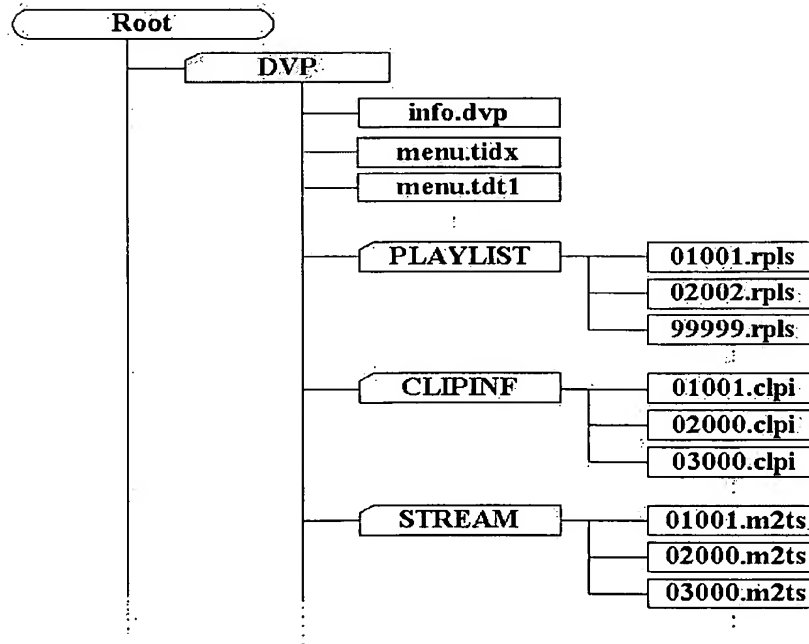 Root
DVP
info.dvp
menu.tidx
menu.tdt1
PLAYLIST
01001.rpls
02002.rpls
99999.rpls
CLIPINF
01001.clpi
02000.clpi
03000.clpi
STREAM
01001.m2ts
02000.m2ts
03000.m2ts